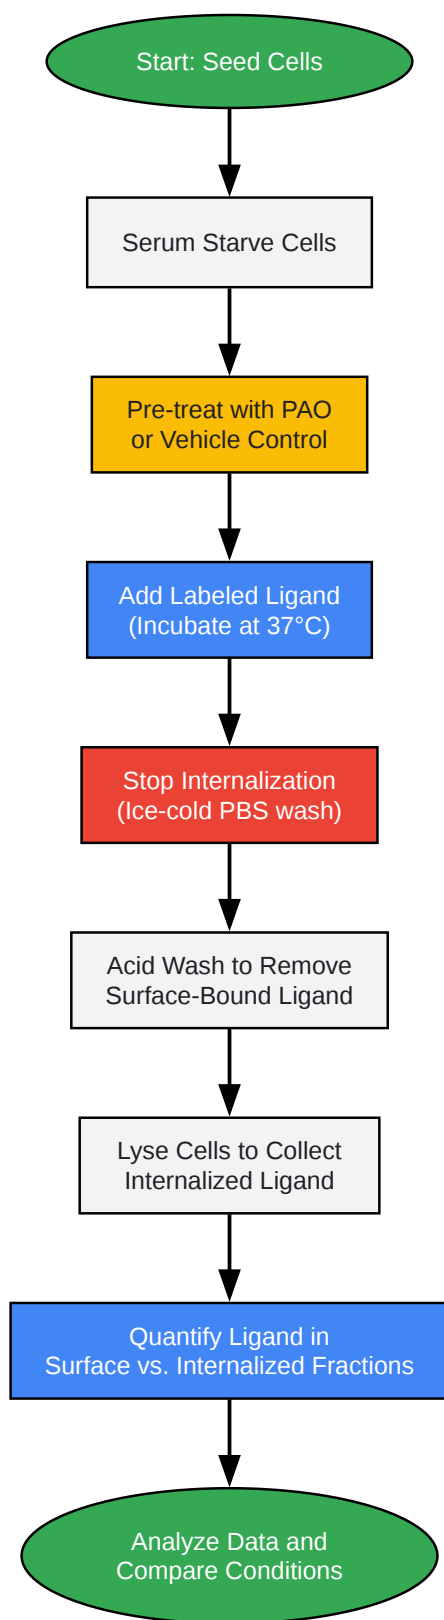 Start: Seed Cells
Serum Starve Cells
Pre-treat with PAO
or Vehicle Control
Add Labeled Ligand
(Incubate at 37°C)
Stop Internalization
(Ice-cold PBS wash)
Acid Wash to Remove
Surface-Bound Ligand
Lyse Cells to Collect
Internalized Ligand
Quantify Ligand in
Surface vs. Internalized Fractions
Analyze Data and
Compare Conditions